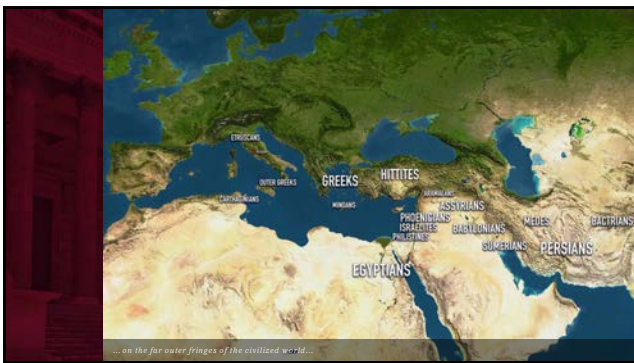 ETRUSCANS
OUTER GREEKS
GREEKS
HITTITES
CARTHAGINIANS
MINOANS
ARAMAEANS
ASSYRIANS
PHOENICIANS
ISRAELITES
PHILISTINES
BABYLONIANS
MEDES
BACTRIANS
SUMERIANS
PERSIANS
EGYPTIANS
...on the far outer fringes of the civilized world...